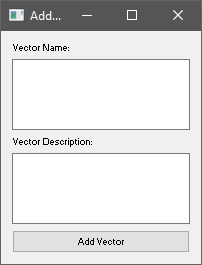 Add...
Vector Name:
Vector Description:
Add Vector